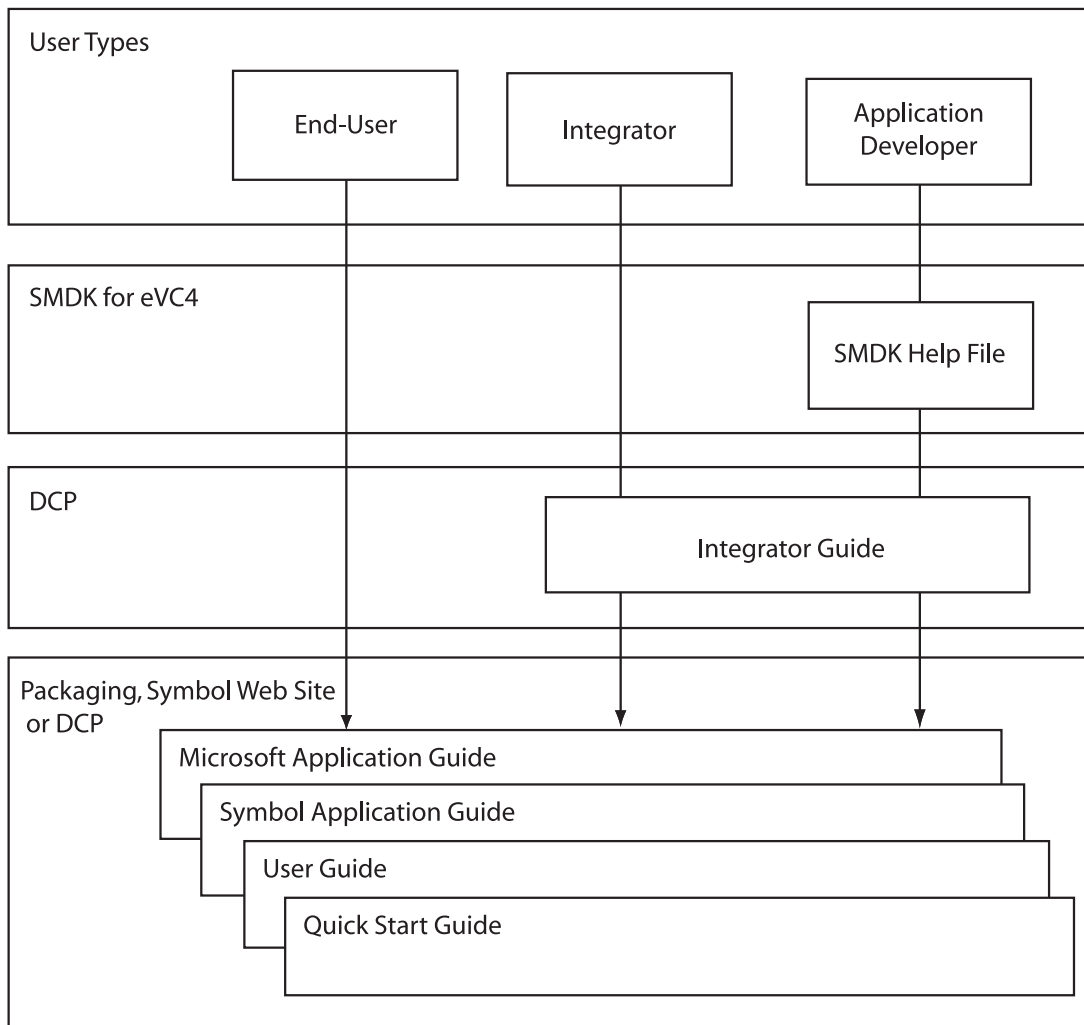 User Types
End-User
Integrator
Application
Developer
SMDK for eVC4
SMDK Help File
DCP
Integrator Guide
Packaging, Symbol Web Site
or DCP
Microsoft Application Guide
Symbol Application Guide
User Guide
Quick Start Guide